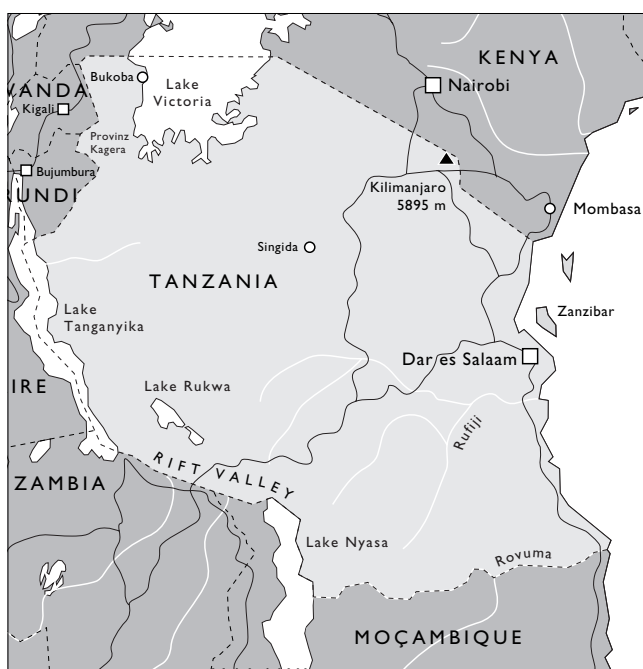 KENYA
Nairobi
Bukoba
Lake
Victoria
WANDA
Kigali
Provinz
Kagera
Bujumbura
RUNDI
Kilimanjaro
5895 m
Mombasa
Singida
TANZANIA
Lake
Tanganyika
Zanzibar
Dar es Salaam
IRE
Lake Rukwa
Rufiji
RIFT VALLEY
ZAMBIA
Lake Nyasa
Rovuma
MOÇAMBIQUE